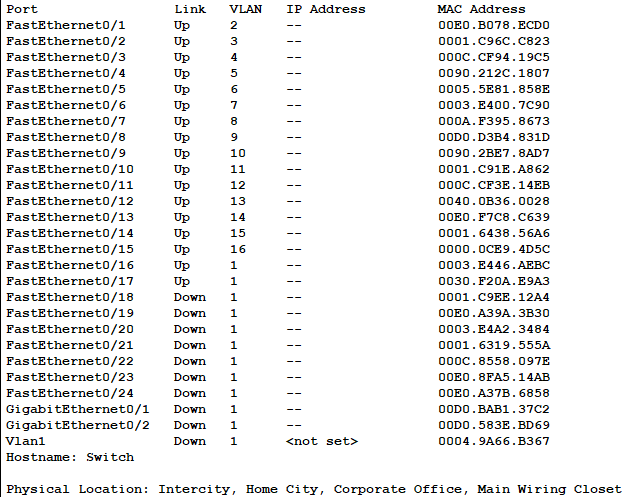 Port Link VLAN IP Address MAC Address
FastEthernet0/1 Up 2 -- 00E0.B078.ECD0
FastEthernet0/2 Up 3 -- 0001.C96C.C823
FastEthernet0/3 Up 4 -- 000C.CF94.19C5
FastEthernet0/4 Up 5 -- 0090.212C.1807
FastEthernet0/5 Up 6 -- 0005.5E81.858E
FastEthernet0/6 Up 7 -- 0003.E400.7C90
FastEthernet0/7 Up 8 -- 000A.F395.8673
FastEthernet0/8 Up 9 -- 00D0.D3B4.831D
FastEthernet0/9 Up 10 -- 0090.2BE7.8AD7
FastEthernet0/10 Up 11 -- 0001.C91E.A862
FastEthernet0/11 Up 12 -- 000C.CF3E.14EB
FastEthernet0/12 Up 13 -- 0040.0B36.0028
FastEthernet0/13 Up 14 -- 00E0.F7C8.C639
FastEthernet0/14 Up 15 -- 0001.6438.56A6
FastEthernet0/15 Up 16 -- 0000.0CE9.4D5C
FastEthernet0/16 Up 1 -- 0003.E446.AEBC
FastEthernet0/17 Up 1 -- 0030.F20A.E9A3
FastEthernet0/18 Down 1 -- 0001.C9EE.12A4
FastEthernet0/19 Down 1 -- 00E0.A39A.3B30
FastEthernet0/20 Down 1 -- 0003.E4A2.3484
FastEthernet0/21 Down 1 -- 0001.6319.555A
FastEthernet0/22 Down 1 -- 000C.8558.097E
FastEthernet0/23 Down 1 -- 00E0.8FA5.14AB
FastEthernet0/24 Down 1 -- 00E0.A37B.6858
GigabitEthernet0/1 Down 1 -- 00D0.BAB1.37C2
GigabitEthernet0/2 Down 1 -- 00D0.583E.BD69
Vlan1 Down 1 <not set> 0004.9A66.B367
Hostname: Switch
Physical Location: Intercity, Home City, Corporate Office, Main Wiring Closet